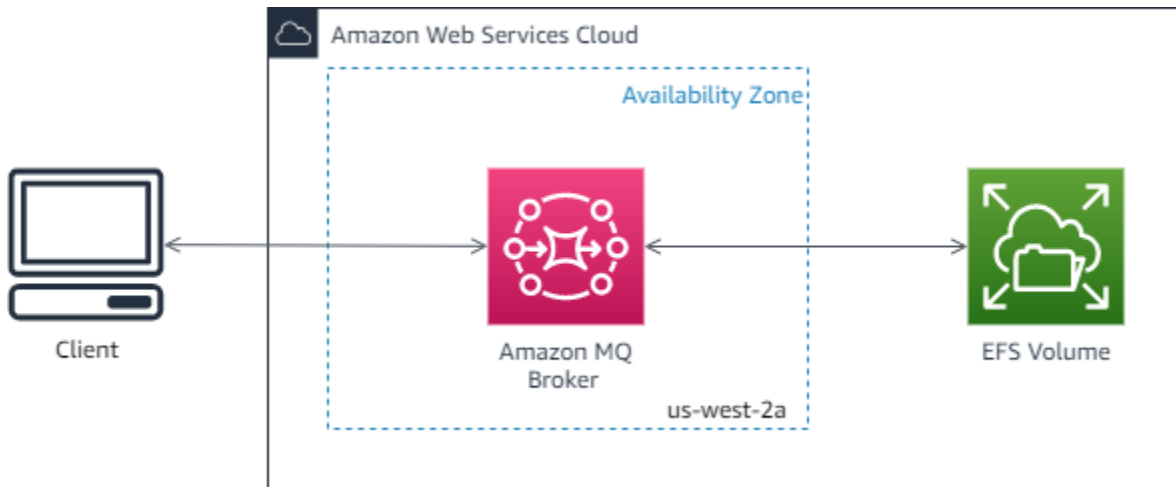 Amazon Web Services Cloud
Availability Zone
Client
Amazon MQ
Broker
EFS Volume
us-west-2a